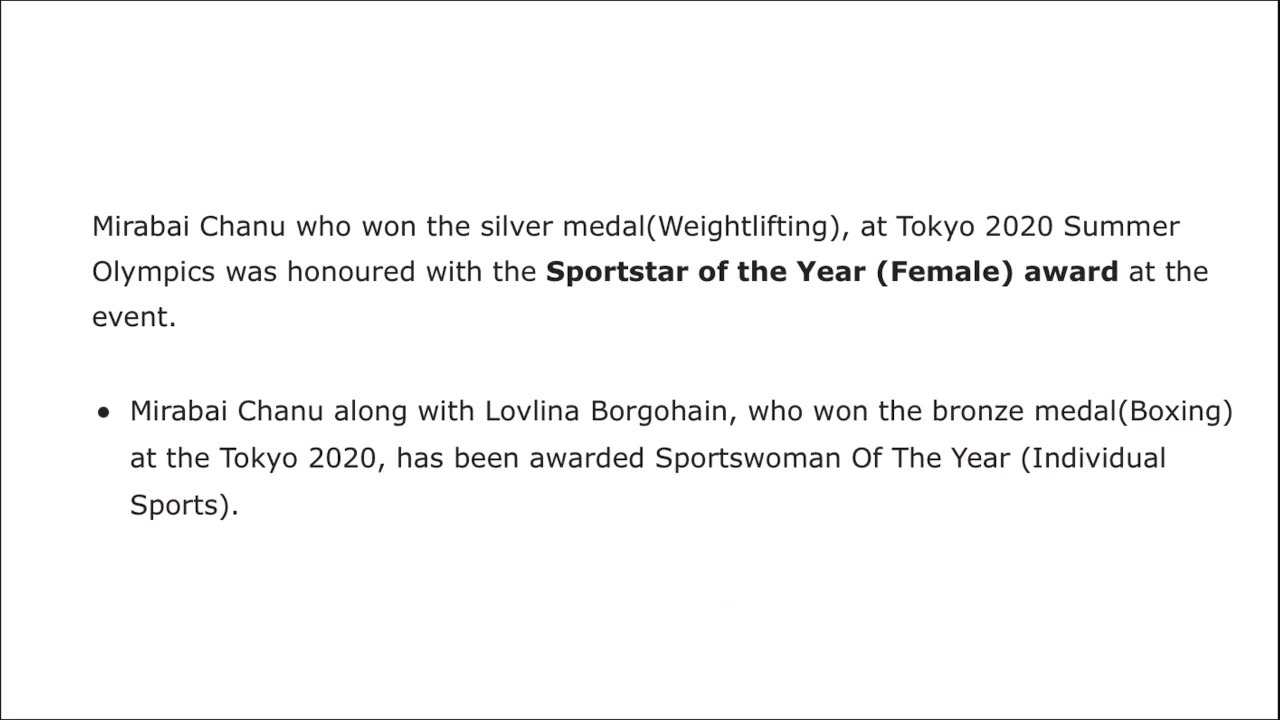 Mirabai Chanu who won the silver medal(Weightlifting), at Tokyo 2020 Summer
Olympics was honoured with the Sportstar of the Year (Female) award at the
event.
● Mirabai Chanu along with Lovlina Borgohain, who won the bronze medal(Boxing)
at the Tokyo 2020, has been awarded Sportswoman Of The Year (Individual
Sports).